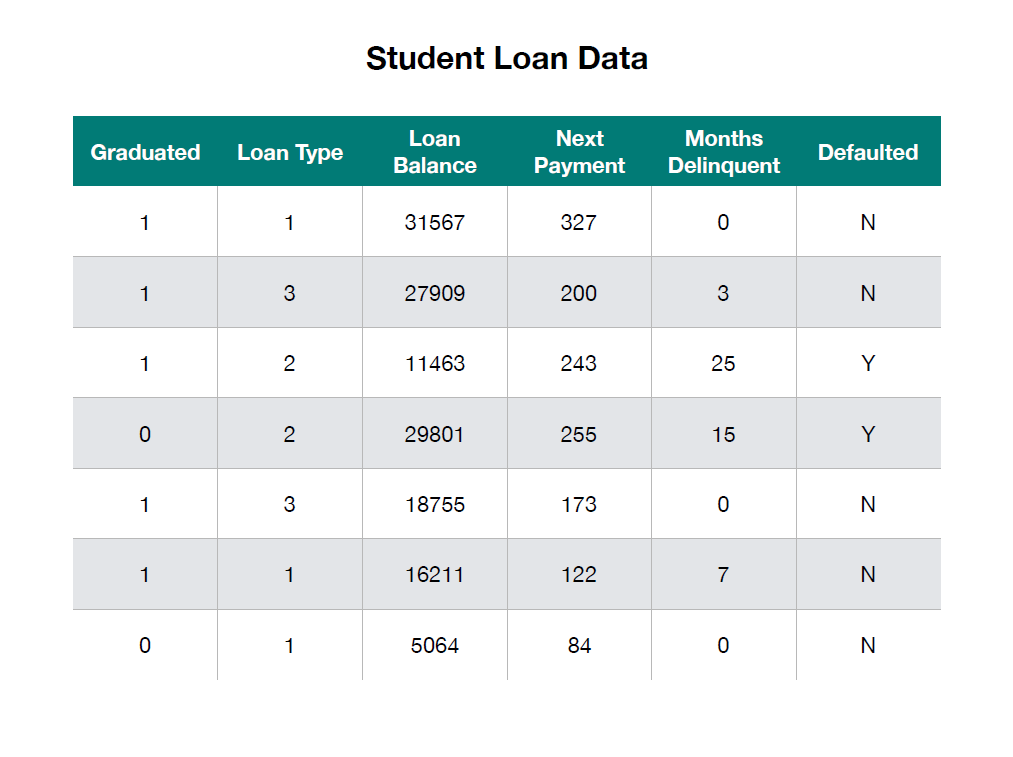 Student Loan Data
Graduated Loan Type Loan Balance Next Payment Months Delinquent Defaulted
1 1 31567 327 0 N
1 3 27909 200 3 N
1 2 11463 243 25 Y
0 2 29801 255 15 Y
1 3 18755 173 0 N
1 1 16211 122 7 N
0 1 5064 84 0 N